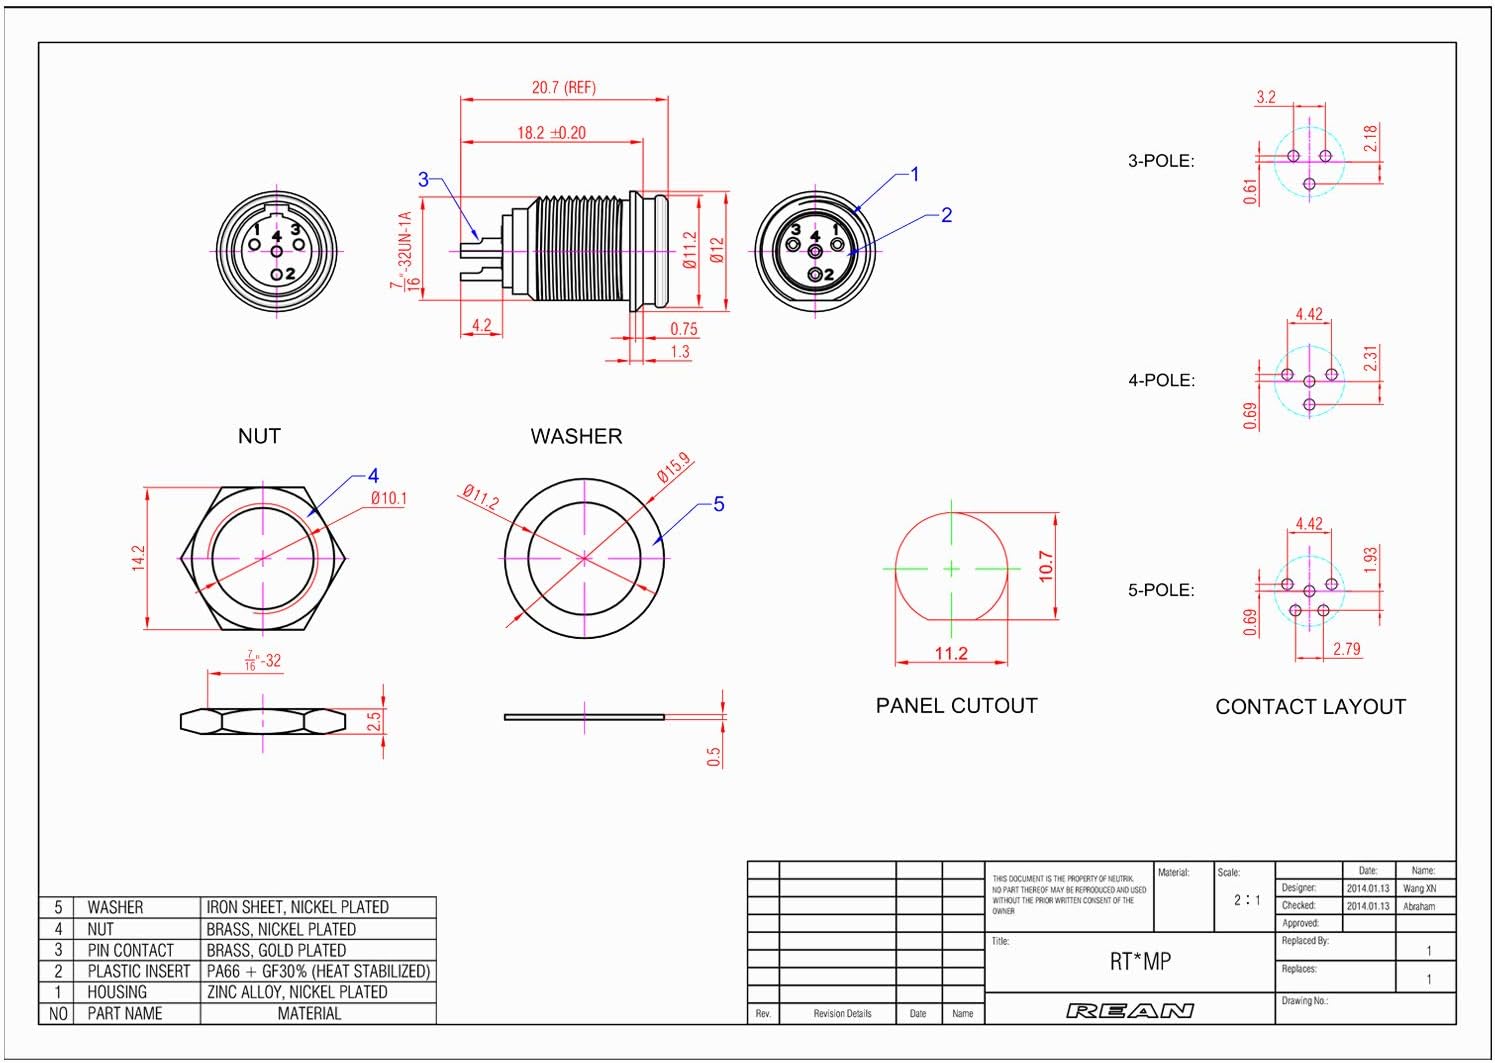 20.7 (REF)
18.2 ±0.20
3
7/16"-32UN-1A
4.2
Ø11.2
Ø12
0.75
1.3
1
3
4
2
3
1
4
2
1
2
3-POLE:
3.2
2.18
0.61
4-POLE:
4.42
2.31
0.69
5-POLE:
4.42
1.93
0.69
2.79
CONTACT LAYOUT
NUT
4
Ø10.1
14.2
7/16"-32
2.5
WASHER
Ø11.2
Ø15.9
5
0.5
10.7
11.2
PANEL CUTOUT
5 WASHER IRON SHEET, NICKEL PLATED
4 NUT BRASS, NICKEL PLATED
3 PIN CONTACT BRASS, GOLD PLATED
2 PLASTIC INSERT PA66 + GF30% (HEAT STABILIZED)
1 HOUSING ZINC ALLOY, NICKEL PLATED
NO PART NAME MATERIAL
Rev. Revision Details Date Name
THIS DOCUMENT IS THE PROPERTY OF NEUTRIK.
NO PART THEREOF MAY BE REPRODUCED AND USED
WITHOUT THE PRIOR WRITTEN CONSENT OF THE
OWNER
Material:
Scale:
2 : 1
Date: Name:
Designer: 2014.01.13 Wang XN
Checked: 2014.01.13 Abraham
Approved:
Title:
RT*MP
Replaced By:
1
Replaces:
1
REAN
Drawing No.: